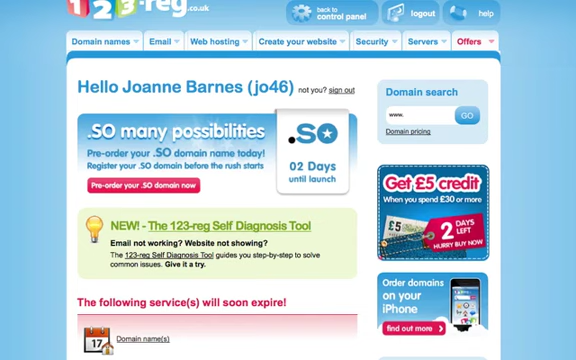 123-reg.co.uk
back to
control panel
logout
help
Domain names
Email
Web hosting
Create your website
Security
Servers
Offers
Hello Joanne Barnes (jo46) not you? sign out
.SO many possibilities
Pre-order your .SO domain name today!
Register your .SO domain before the rush starts
Pre-order your .SO domain now
.SO
02 Days
until launch
NEW! - The 123-reg Self Diagnosis Tool
Email not working? Website not showing?
The 123-reg Self Diagnosis Tool guides you step-by-step to solve
common issues. Give it a try.
The following service(s) will soon expire!
17
Domain name(s)
Domain search
www.
GO
Domain pricing
Get £5 credit
When you spend £30 or more
£5
2 DAYS
LEFT
HURRY BUY NOW
Order domains
on your
iPhone
find out more